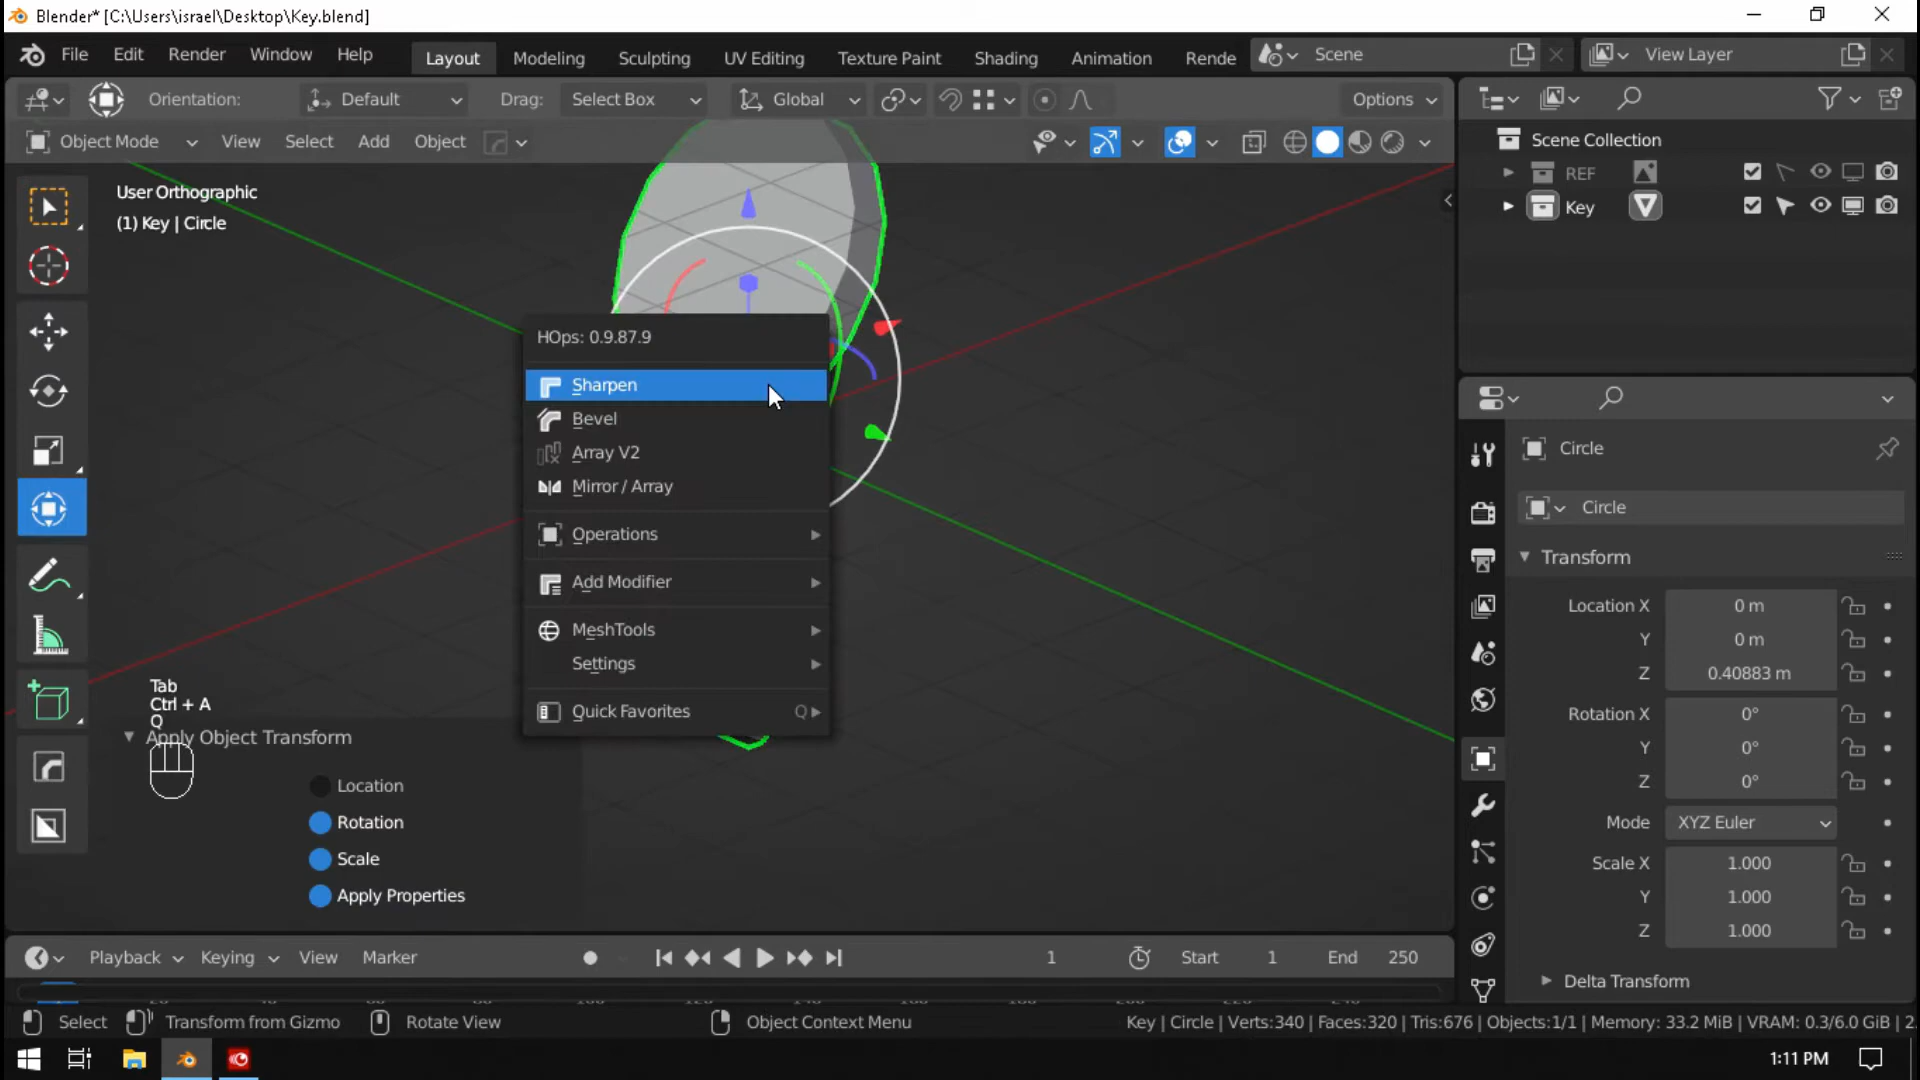 Blender* [C:\Users\israel\Desktop\Key.blend]
File Edit Render Window Help Layout Modeling Sculpting UV Editing Texture Paint Shading Animation Rende Scene View Layer
Orientation: Default Drag: Select Box Global Options
Object Mode View Select Add Object
User Orthographic
(1) Key | Circle
Scene Collection
REF
Key
HOps: 0.9.87.9
Sharpen
Bevel
Array V2
Mirror / Array
Operations
Add Modifier
MeshTools
Settings
Quick Favorites Q
Tab
Ctrl + A
Q
Apply Object Transform
Location
Rotation
Scale
Apply Properties
Circle
Circle
Transform
Location X 0 m
Y 0 m
Z 0.40883 m
Rotation X 0°
Y 0°
Z 0°
Mode XYZ Euler
Scale X 1.000
Y 1.000
Z 1.000
Delta Transform
Playback Keying View Marker 1 Start 1 End 250
Select Transform from Gizmo Rotate View Object Context Menu Key | Circle | Verts:340 | Faces:320 | Tris:676 | Objects:1/1 | Memory: 33.2 MiB | VRAM: 0.3/6.0 GiB | 2.
1:11 PM